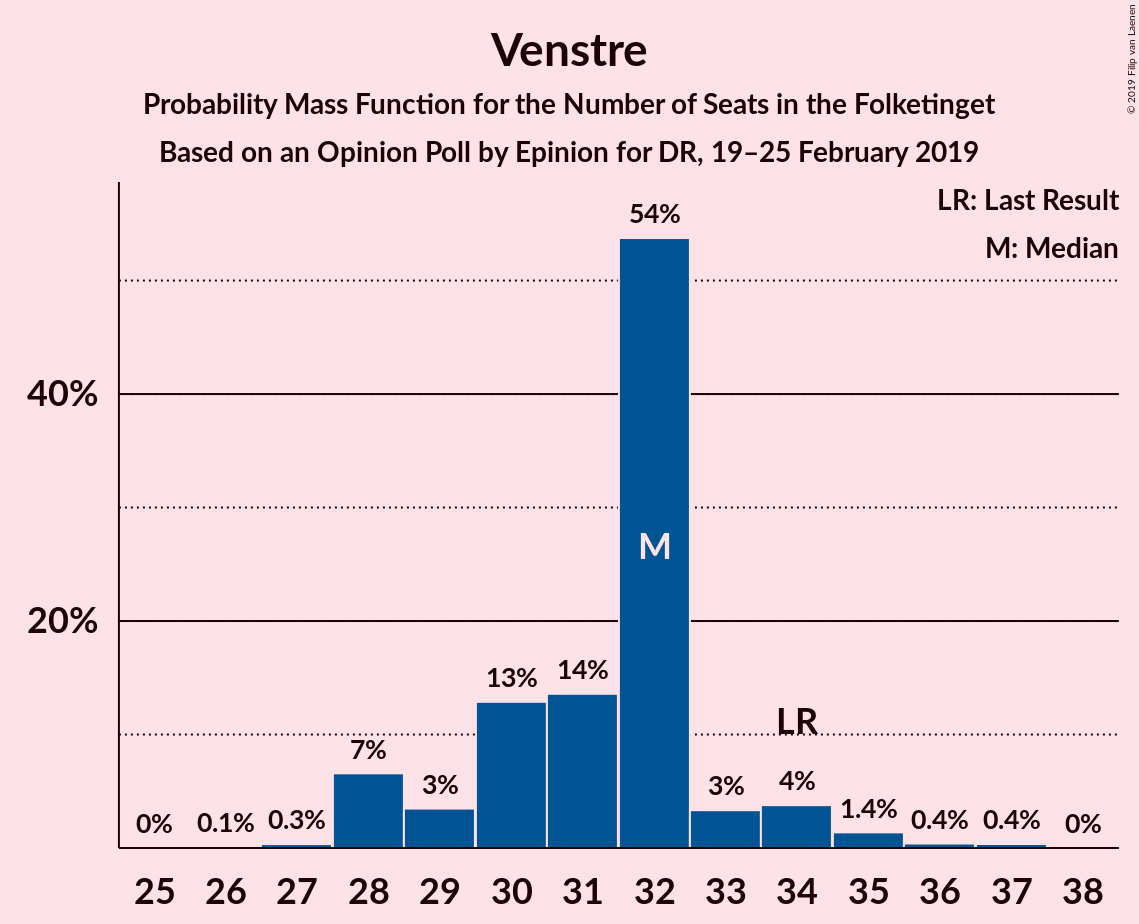 Venstre
Probability Mass Function for the Number of Seats in the Folketinget
Based on an Opinion Poll by Epinion for DR, 19–25 February 2019
© 2019 Filip van Laenen
LR: Last Result
M: Median
54%
40%
M
20%
14%
13%
LR
7%
3%
3%
4%
0%
0.1%
0.3%
1.4%
0.4%
0.4%
0%
25 26 27 28 29 30 31 32 33 34 35 36 37 38